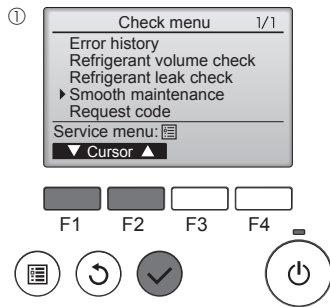 ①
Check menu 1/1
Error history
Refrigerant volume check
Refrigerant leak check
Smooth maintenance
Request code
Service menu:
▼ Cursor ▲
F1 F2 F3 F4